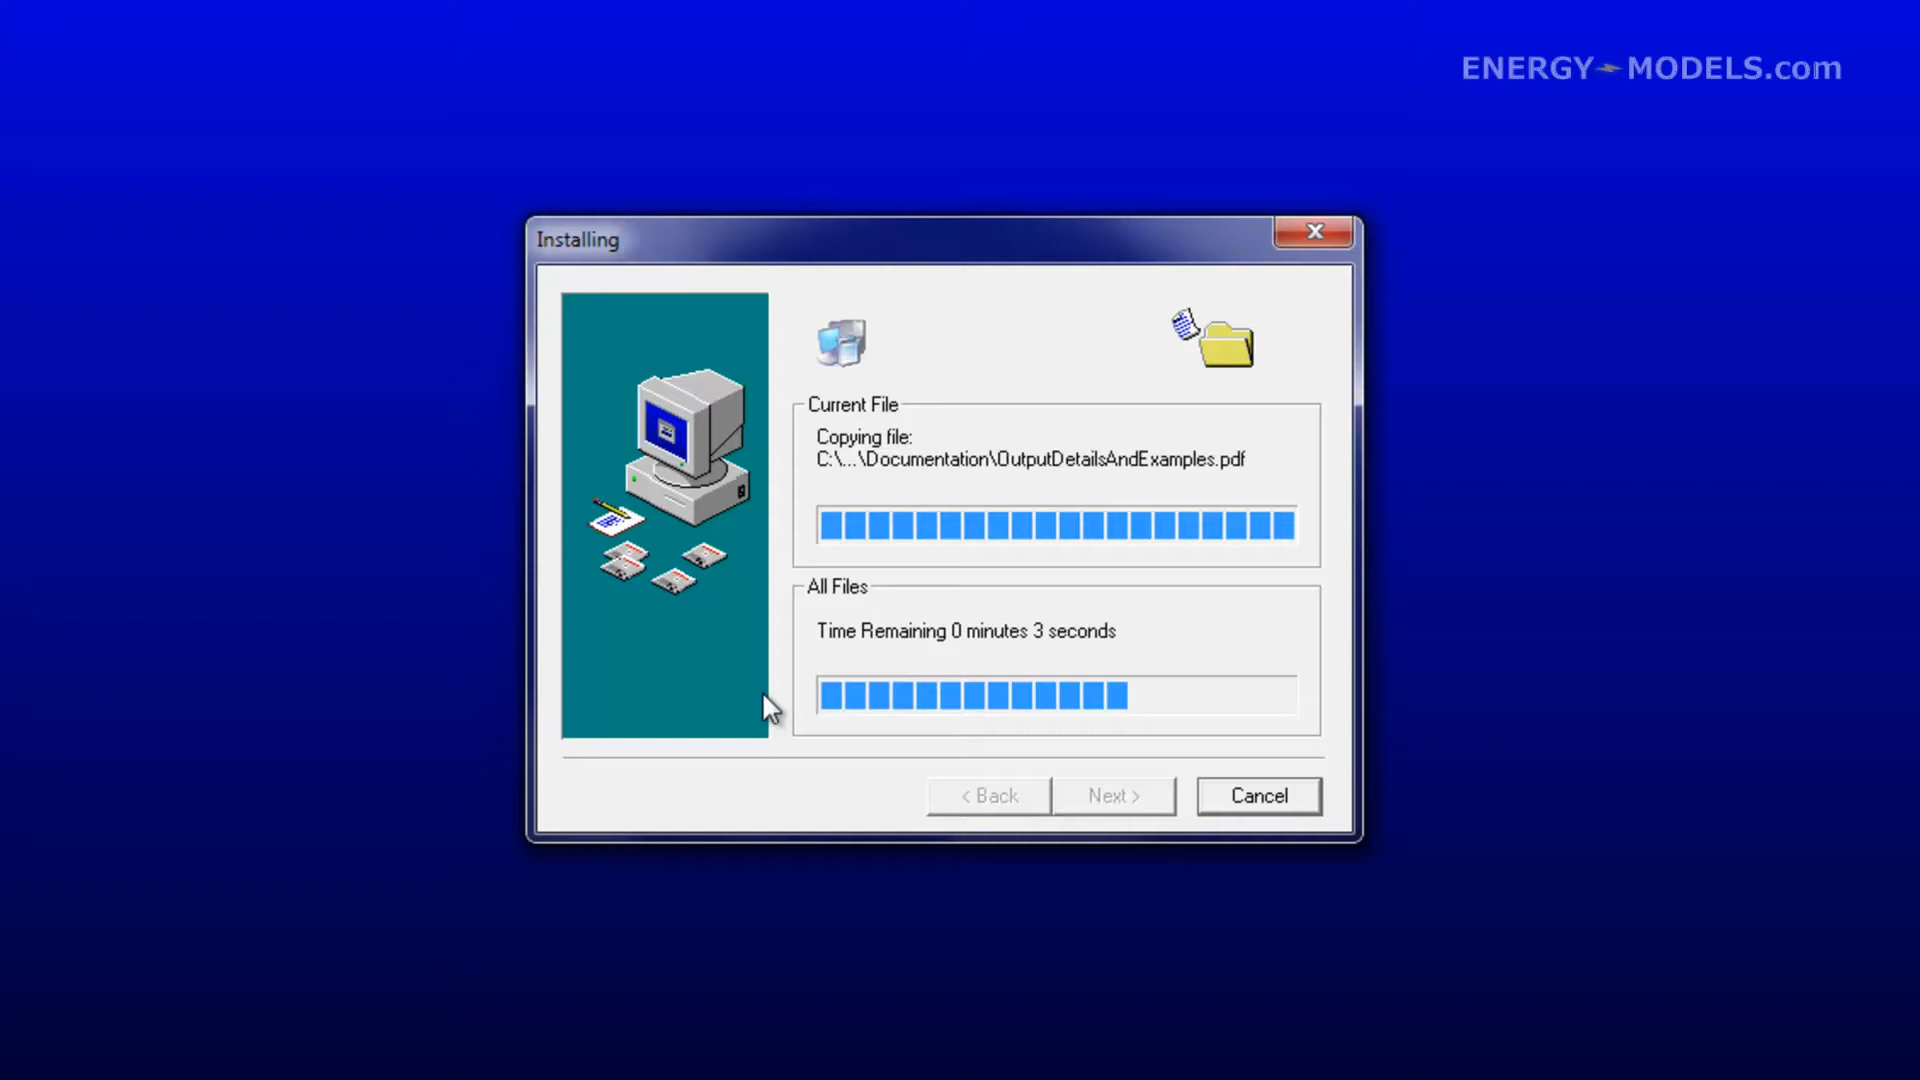 ENERGY MODELS.com
Installing
Current File
Copying file:
C:\...\Documentation\OutputDetailsAndExamples.pdf
All Files
Time Remaining 0 minutes 3 seconds
< Back
Next >
Cancel